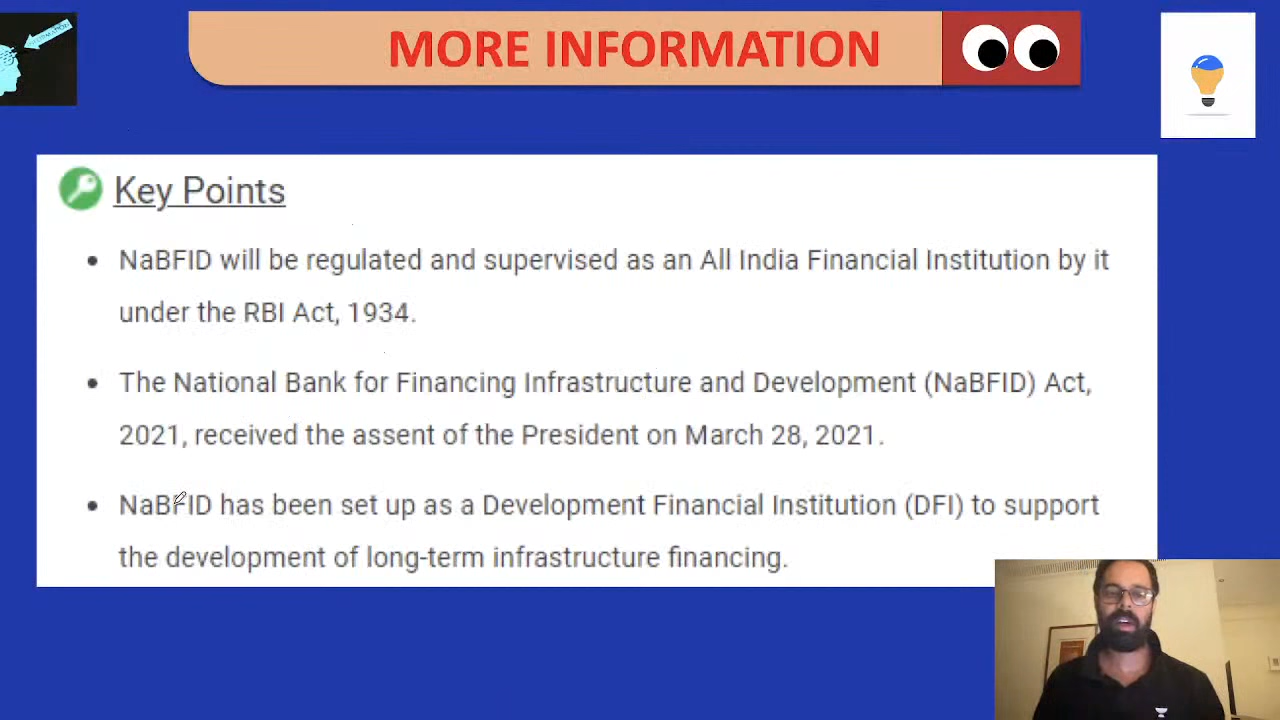 MORE INFORMATION
Key Points
NaBFID will be regulated and supervised as an All India Financial Institution by it
under the RBI Act, 1934.
The National Bank for Financing Infrastructure and Development (NaBFID) Act,
2021, received the assent of the President on March 28, 2021.
NaBFID has been set up as a Development Financial Institution (DFI) to support
the development of long-term infrastructure financing.